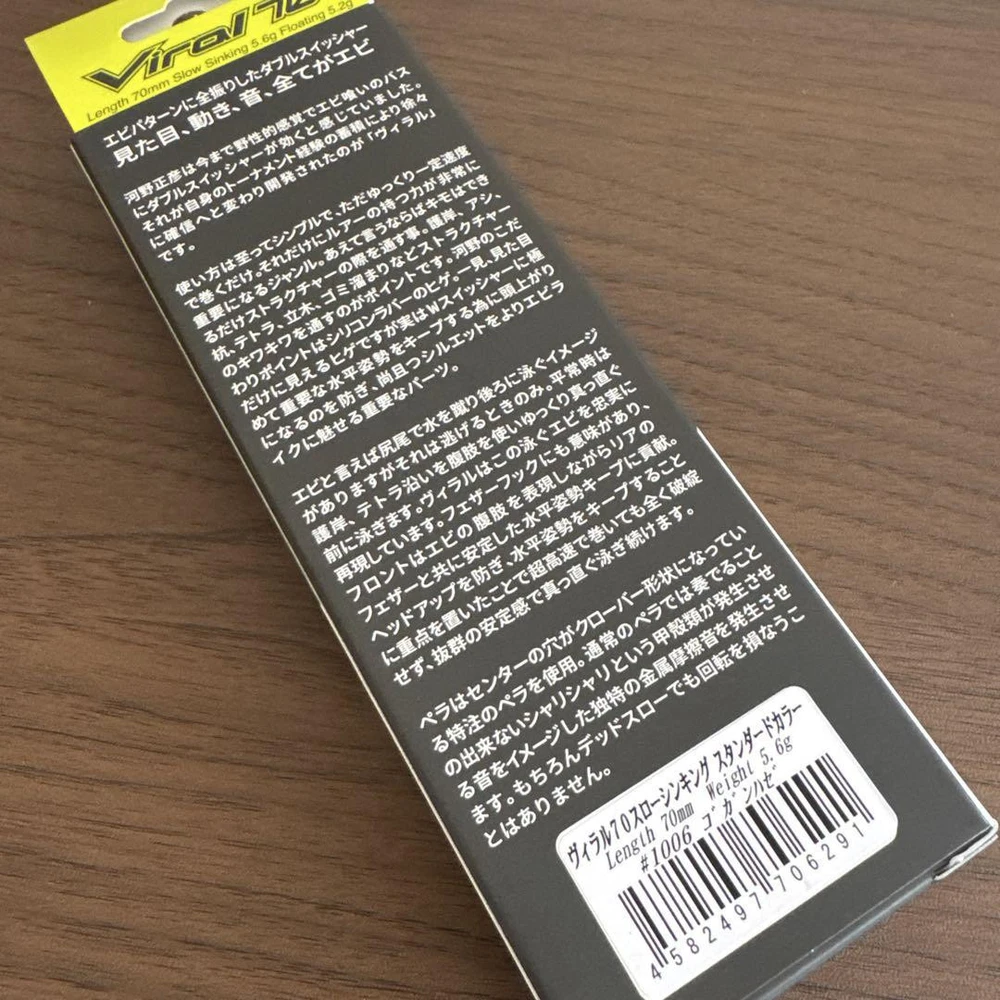 Viral 70
Length 70mm Slow Sinking 5.6g Floating 5.2g
エビパターンに全振りしたダブルスイッシャー
見た目、動き、音、全てがエビ
河野正彦は今まで野性的感覚でエビ喰いのバス
にダブルスイッシャーが効くと感じていました。
それが自身のトーナメント経験の蓄積により徐々
に確信へと変わり開発されたのが「ヴィラル」
です。
使い方は至ってシンプルで、ただゆっくり一定速度
で巻くだけ。それだけにルアーの持つ力が非常に
重要になるジャンル。あえて言うならばキモはでき
るだけストラクチャーの際を通す事。護岸、アシ、
杭、テトラ、立木、ゴミ溜まりなどストラクチャー
のキワキワを通すのがポイントです。河野のこだ
わりポイントはシリコンラバーのヒゲ。一見、見た目
だけに見えるヒゲですが実はWスイッシャーに極
めて重要な水平姿勢をキープする為に頭上がり
になるのを防ぎ、尚且つシルエットをよりエビラ
イクに魅せる重要なパーツ。
エビと言えば尻尾で水を蹴り後ろに泳ぐイメージ
がありますがそれは逃げるときのみ。平常時は
護岸、テトラ沿いを腹肢を使いゆっくり真っ直ぐ
前に泳ぎます。ヴィラルはこの泳ぐエビを忠実に
再現しています。フェザーフックにも意味があり、
フロントはエビの腹肢を表現しながらリアの
フェザーと共に安定した水平姿勢キープに貢献。
ヘッドアップを防ぎ、水平姿勢をキープすること
に重点を置いたことで超高速で巻いても全く破綻
せず、抜群の安定感で真っ直ぐ泳ぎ続けます。
ペラはセンターの穴がクローバー形状になってい
る特注のペラを使用。通常のペラでは奏でること
の出来ないシャリシャリという甲殻類が発生させ
る音をイメージした独特の金属摩擦音を発生させ
ます。もちろんデッドスローでも回転を損なうこ
とはありません。
ヴィラル70スローシンキング スタンダードカラー
Length 70mm Weight 5.6g
#1006 ゴガンハゼ
4582497706291